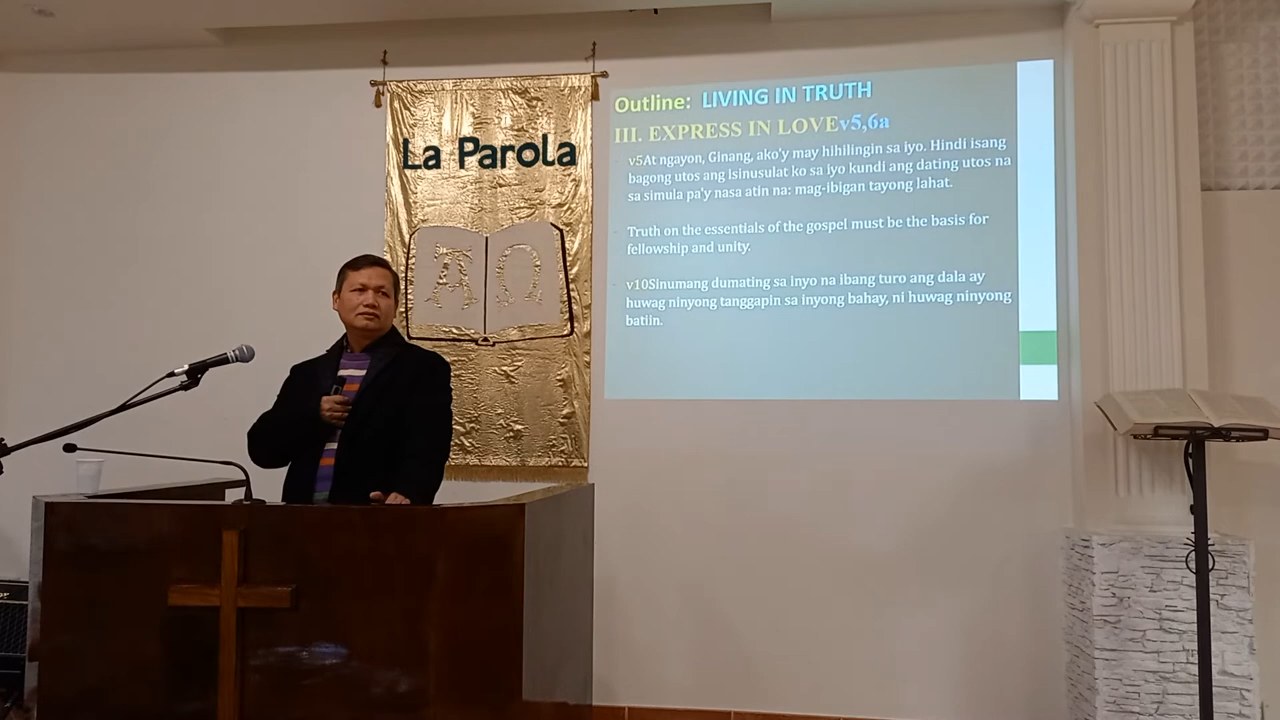 La Parola
Α Ω
Outline: LIVING IN TRUTH
III. EXPRESS IN LOVEv5,6a
v5At ngayon, Ginang, ako'y may hihilingin sa iyo. Hindi isang
bagong utos ang isinusulat ko sa iyo kundi ang dating utos na
sa simula pa'y nasa atin na: mag-ibigan tayong lahat.
Truth on the essentials of the gospel must be the basis for
fellowship and unity.
v10Sinumang dumating sa inyo na ibang turo ang dala ay
huwag ninyong tanggapin sa inyong bahay, ni huwag ninyong
batiin.